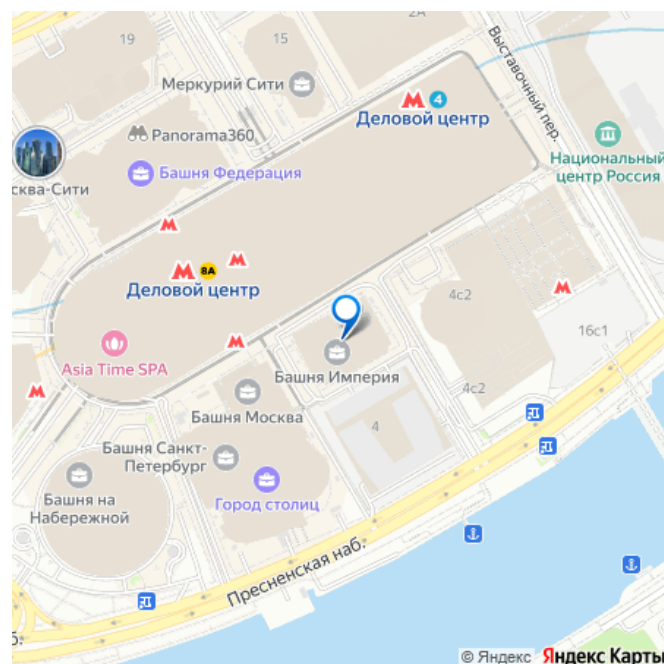 2А
19
15
Меркурий Сити
Выставочный пер.
4
Деловой центр
Panorama360
Национальный
центр Россия
Башня Федерация
сква-Сити
8А
Деловой центр
4с2
16с1
Asia Time SPA
Башня Империя
4с2
Башня Москва
4
Башня Санкт-
Петербург
Башня на
Набережной
Город столиц
Пресненская наб.
б.
© Яндекс Яндекс Карты